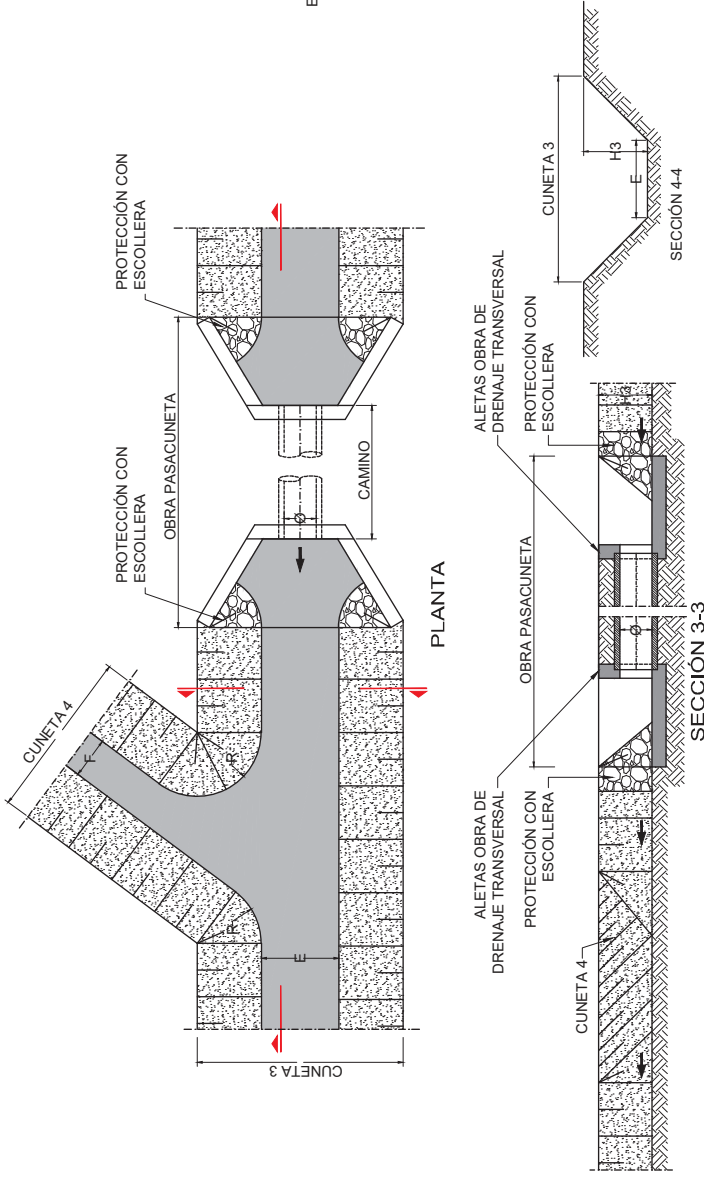 E
PROTECCIÓN CON
ESCOLLERA
OBRA PASACUNETA
PROTECCIÓN CON
ESCOLLERA
CUNETA 4
F
R
R
E
CUNETA 3
Ø
CAMINO
PLANTA
CUNETA 3
H3
E
SECCIÓN 4-4
ALETAS OBRA DE
DRENAJE TRANSVERSAL
PROTECCIÓN CON
ESCOLLERA
OBRA PASACUNETA
ALETAS OBRA DE
DRENAJE TRANSVERSAL
PROTECCIÓN CON
ESCOLLERA
CUNETA 4
Ø
SECCIÓN 3-3